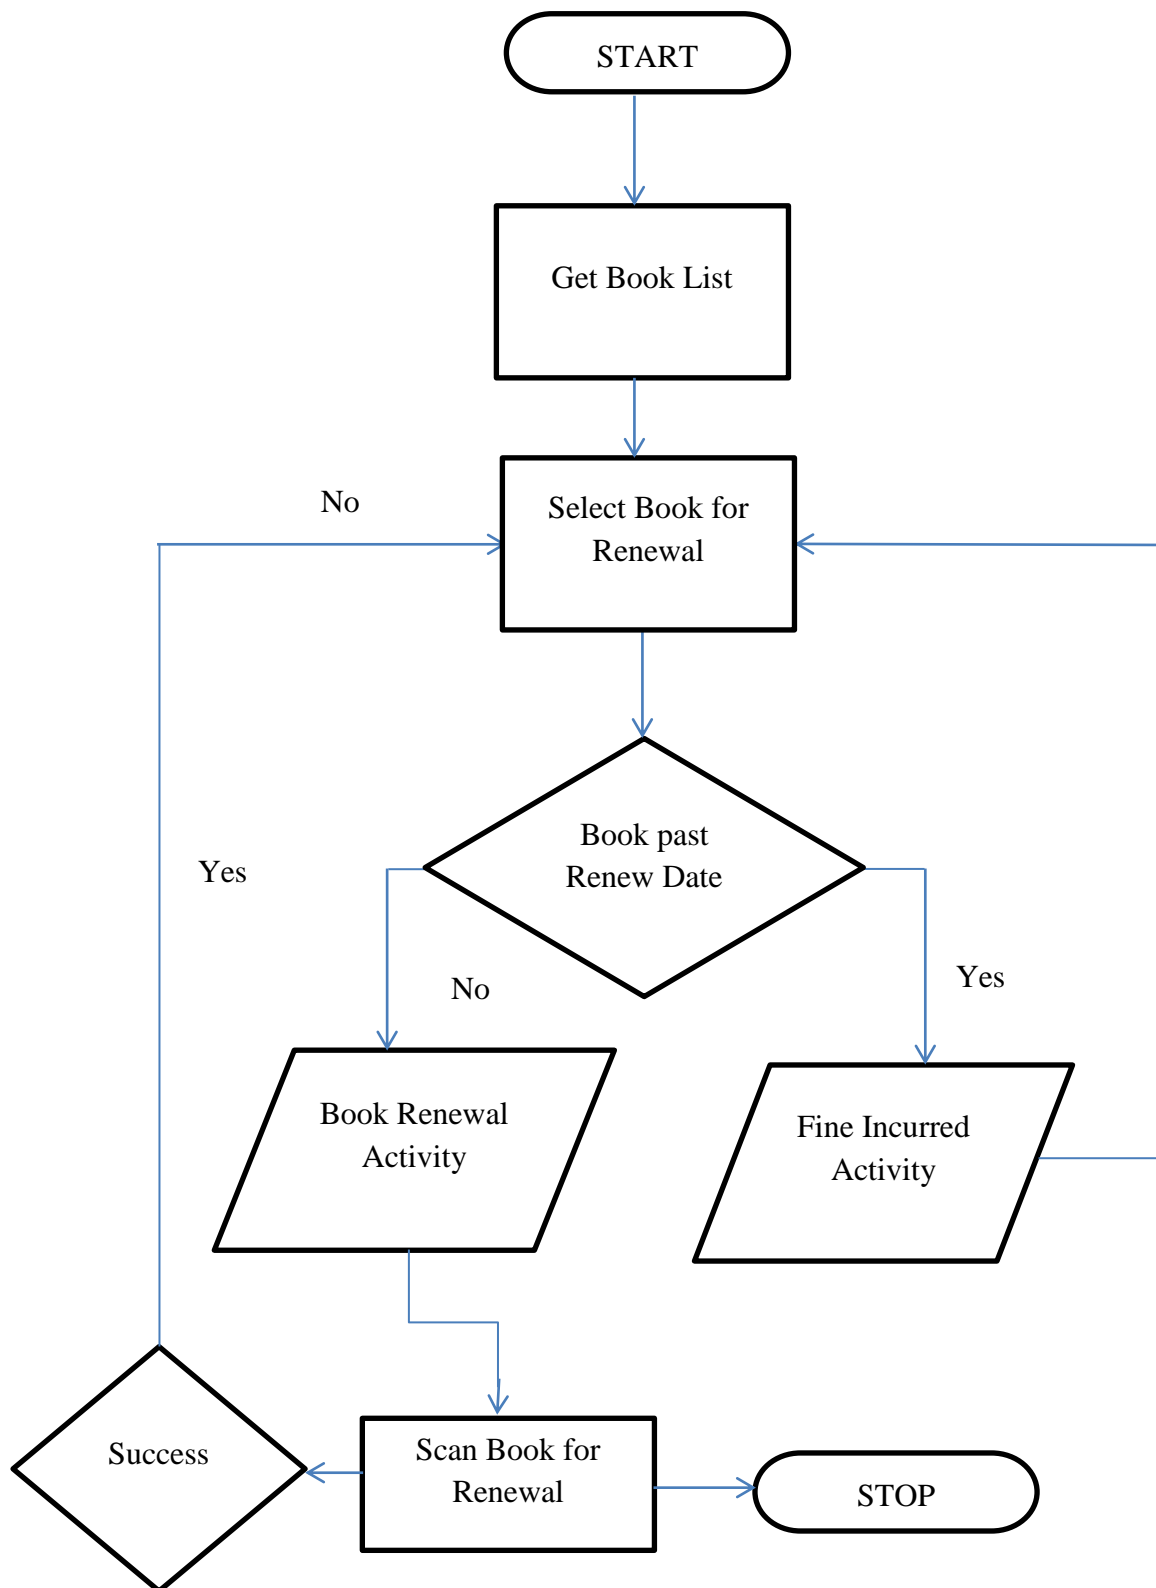 START
Get Book List
No
Select Book for
Renewal
Book past
Renew Date
Yes
No
Yes
Book Renewal
Activity
Fine Incurred
Activity
Success
Scan Book for
Renewal
STOP